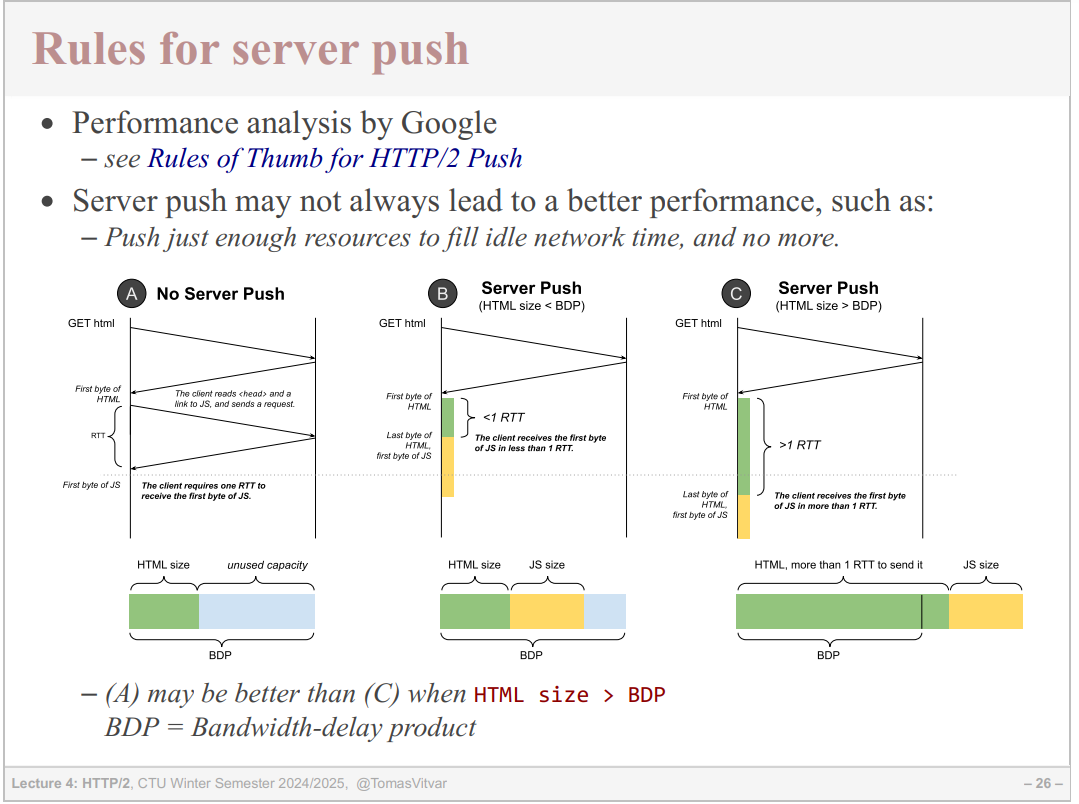 Rules for server push
• Performance analysis by Google
– see Rules of Thumb for HTTP/2 Push
• Server push may not always lead to a better performance, such as:
– Push just enough resources to fill idle network time, and no more.
A No Server Push
GET html
First byte of
HTML
The client reads <head> and a
link to JS, and sends a request.
RTT
First byte of JS
The client requires one RTT to
receive the first byte of JS.
HTML size
unused capacity
BDP
B Server Push
(HTML size < BDP)
GET html
First byte of
HTML
<1 RTT
Last byte of
HTML,
first byte of JS
The client receives the first byte
of JS in less than 1 RTT.
HTML size
JS size
BDP
C Server Push
(HTML size > BDP)
GET html
First byte of
HTML
>1 RTT
Last byte of
HTML,
first byte of JS
The client receives the first byte
of JS in more than 1 RTT.
HTML, more than 1 RTT to send it
JS size
BDP
– (A) may be better than (C) when HTML size > BDP
BDP = Bandwidth-delay product
Lecture 4: HTTP/2, CTU Winter Semester 2024/2025, @TomasVitvar
– 26 –